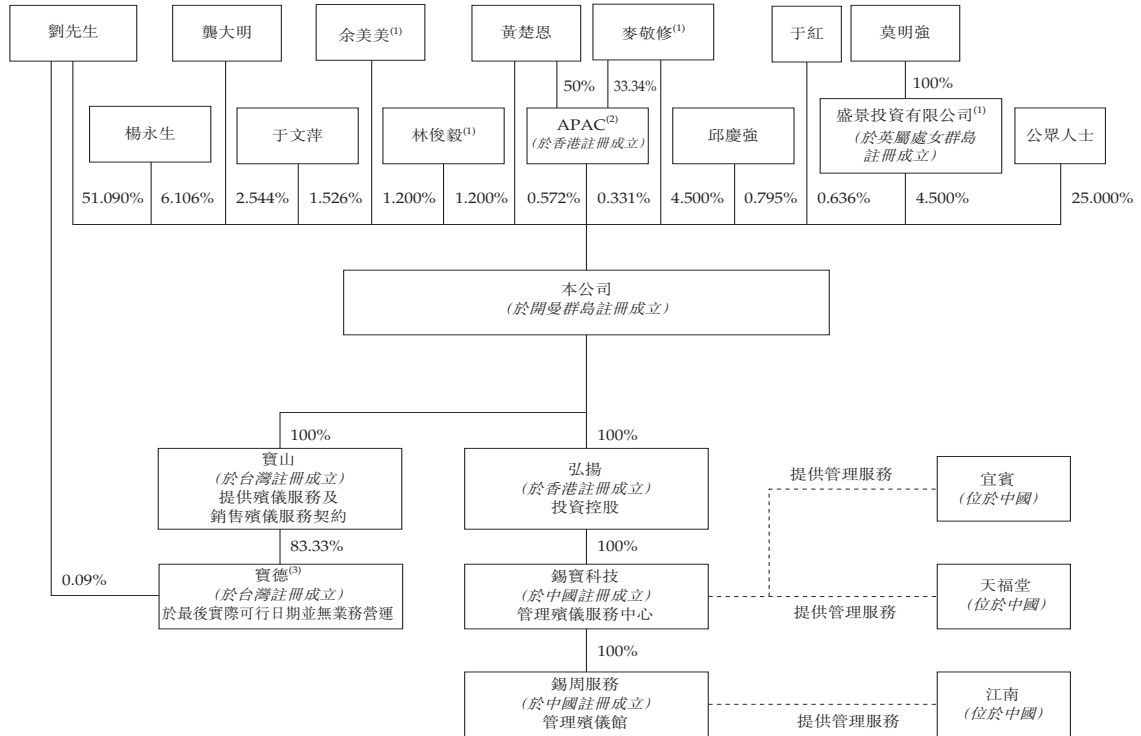 劉先生
龔大明
余美美(1)
黃楚恩
麥敬修(1)
于紅
莫明強
50%
33.34%
100%
楊永生
于文萍
林俊毅(1)
APAC(2)
(於香港註冊成立)
邱慶強
盛景投資有限公司(1)
(於英屬處女群島
註冊成立)
公眾人士
51.090%
6.106%
2.544%
1.526%
1.200%
1.200%
0.572%
0.331%
4.500%
0.795%
0.636%
4.500%
25.000%
本公司
(於開曼群島註冊成立)
100%
100%
寶山
(於台灣註冊成立)
提供殯儀服務及
銷售殯儀服務契約
弘揚
(於香港註冊成立)
投資控股
提供管理服務
宜賓
(位於中國)
83.33%
100%
0.09%
寶德(3)
(於台灣註冊成立)
於最後實際可行日期並無業務營運
錫寶科技
(於中國註冊成立)
管理殯儀服務中心
提供管理服務
天福堂
(位於中國)
100%
錫周服務
(於中國註冊成立)
管理殯儀館
提供管理服務
江南
(位於中國)